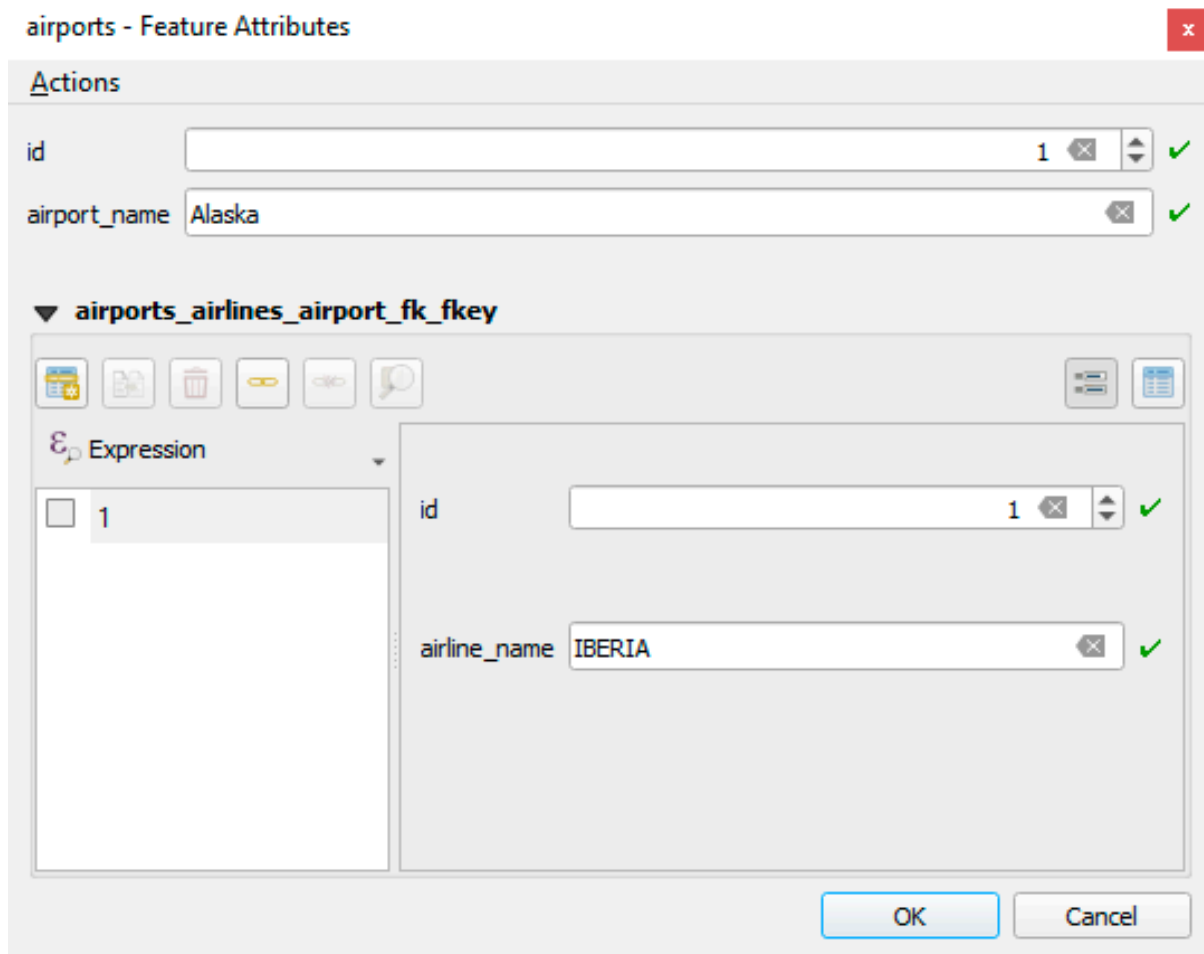 airports - Feature Attributes
x
Actions
id 1
airport_name Alaska
airports_airlines_airport_fk_fkey
ε Expression
1
id 1
airline_name IBERIA
OK Cancel